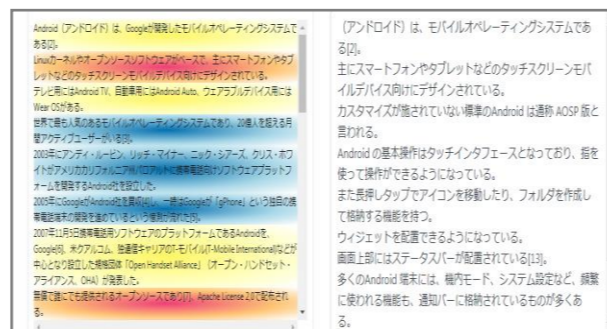 Android（アンドロイド）は、Googleが開発したモバイルオペレーティングシステムで
ある[2]。
Linuxカーネルやオープンソースソフトウェアがベースで、主にスマートフォンやタブ
レットなどのタッチスクリーンモバイルデバイス向けにデザインされている。
テレビ用にはAndroid TV、自動車用にはAndroid Auto、ウェアラブルデバイス用には
Wear OSがある。
世界で最も人気のあるモバイルオペレーティングシステムであり、20億人を超える月
間アクティブユーザーがいる[3]。
2003年にアンディ・ルービン、リッチ・マイナー、ニック・シアーズ、クリス・ホワ
イトがアメリカカリフォルニア州パロアルトに携帯電話向けソフトウェアプラットフ
ォームを開発するAndroid社を設立した。
2005年にGoogleがAndroid社を買収[4]。一時はGoogleが「gPhone」という独自の携
帯電話端末の開発を進めているという憶測が流れた[5]。
2007年11月5日携帯電話用ソフトウェアのプラットフォームであるAndroidを、
Google[6]、米クアルコム、独通信キャリアのT-モバイル(T-Mobile International)などが
中心となり設立した規格団体「Open Handset Alliance」（オープン・ハンドセット・
アライアンス、OHA）が発表した。
無償で誰にでも提供されるオープンソースであり[7]、Apache License 2.0で配布され
る。
（アンドロイド）は、モバイルオペレーティングシステムであ
る[2]。
主にスマートフォンやタブレットなどのタッチスクリーンモバ
イルデバイス向けにデザインされている。
カスタマイズが施されていない標準のAndroid は通称 AOSP 版と
言われる。
Android の基本操作はタッチインタフェースとなっており、指を
使って操作ができるようになっている。
また長押しタップでアイコンを移動したり、フォルダを作成し
て格納する機能を持つ。
ウィジェットを配置できるようになっている。
画面上部にはステータスバーが配置されている[13]。
多くのAndroid 端末には、機内モード、システム設定など、頻繁
に使われる機能も、通知バーに格納されているものが多くあ
る。